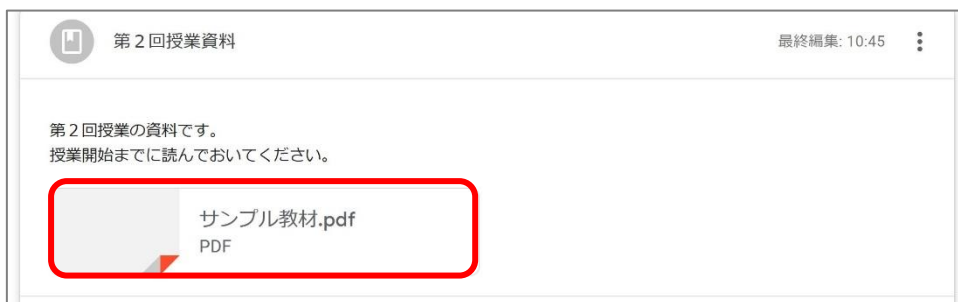 第２回授業資料
最終編集: 10:45
第２回授業の資料です。
授業開始までに読んでおいてください。
サンプル教材.pdf
PDF